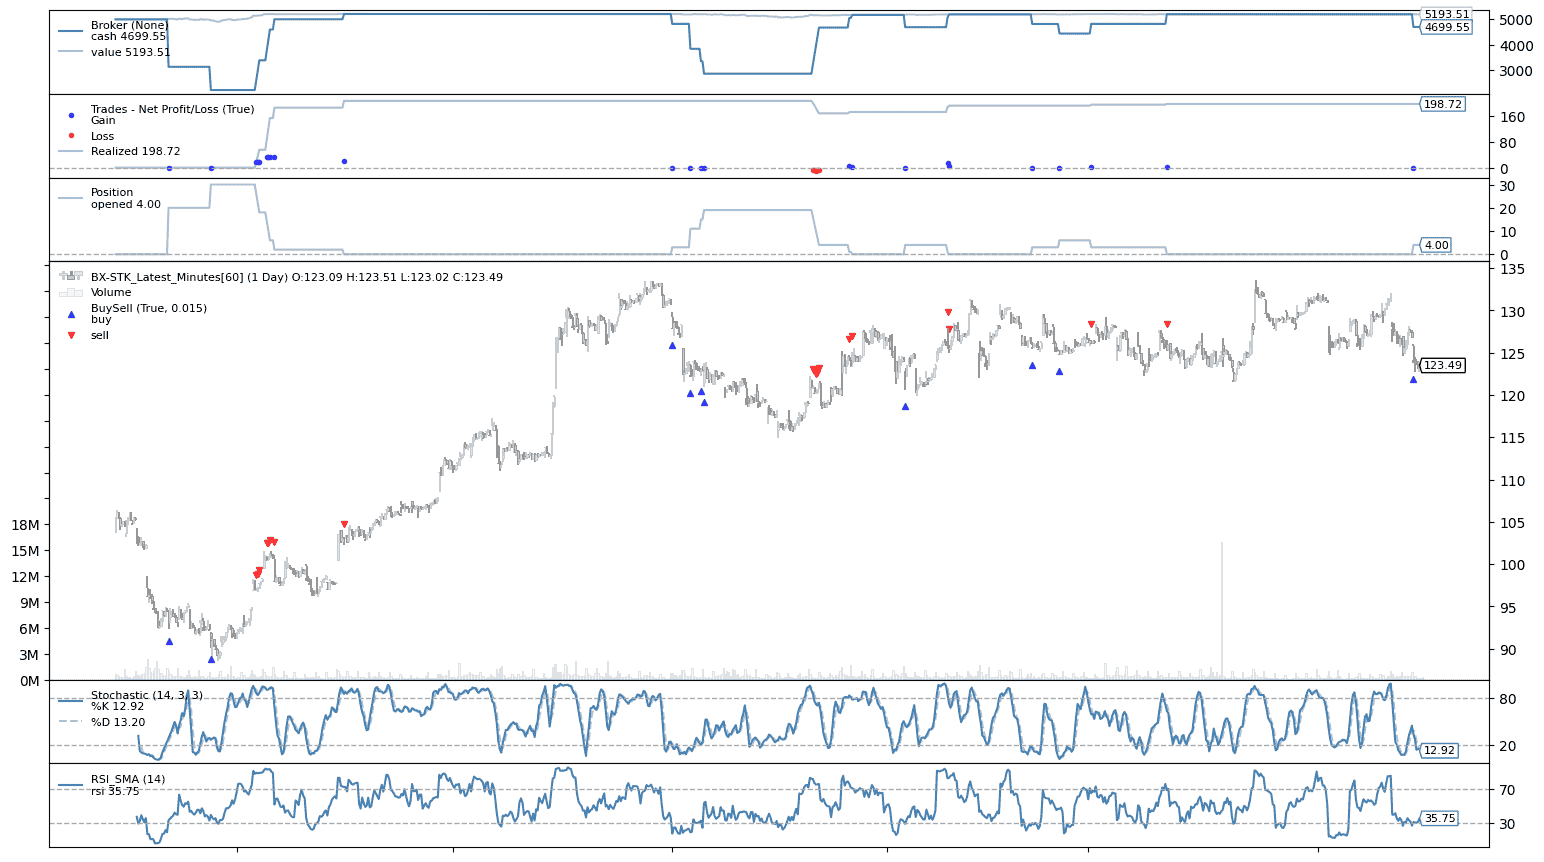 Broker (None)
cash 4699.55
value 5193.51
5193.51
4699.55
5000
4000
3000
Trades - Net Profit/Loss (True)
Gain
Loss
Realized 198.72
198.72
160
80
0
Position
opened 4.00
30
20
10
4.00
0
BX-STK_Latest_Minutes[60] (1 Day) O:123.09 H:123.51 L:123.02 C:123.49
Volume
BuySell (True, 0.015)
buy
sell
135
130
125
123.49
120
115
110
105
100
95
90
18M
15M
12M
9M
6M
3M
0M
Stochastic (14, 3, 3)
%K 12.92
%D 13.20
80
20
12.92
RSI_SMA (14)
rsi 35.75
70
35.75
30